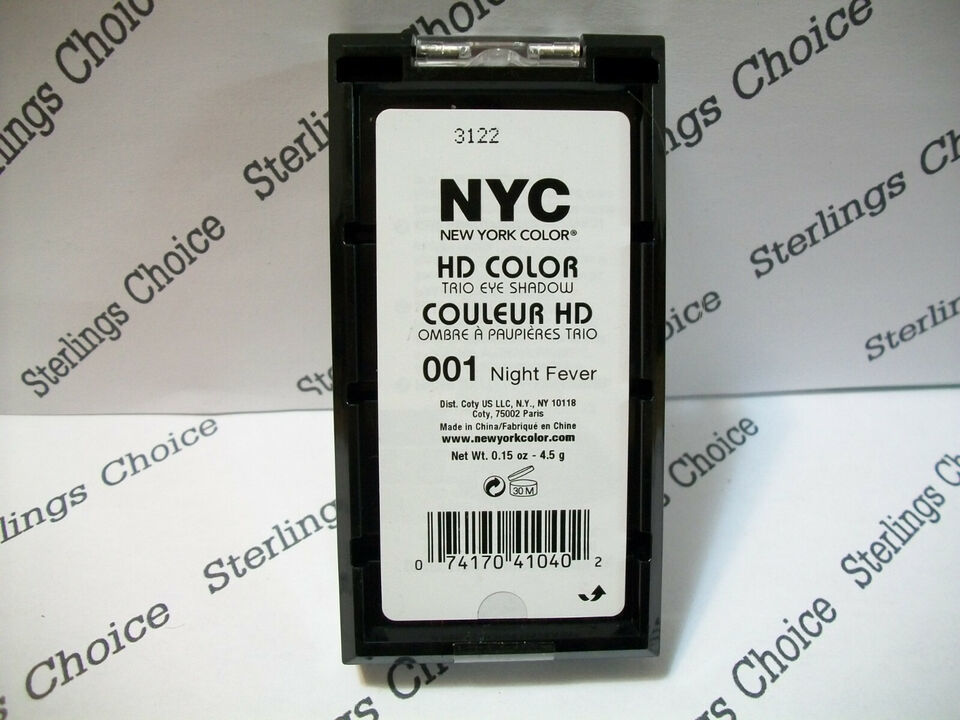 3122
NYC
NEW YORK COLOR®
HD COLOR
TRIO EYE SHADOW
COULEUR HD
OMBRE À PAUPIÈRES TRIO
001 Night Fever
Dist. Coty US LLC, N.Y., NY 10118
Coty, 75002 Paris
Made in China/Fabriqué en Chine
www.newyorkcolor.com
Net Wt. 0.15 oz - 4.5 g
30 M
0 74170 41040 2
Sterlings Choice
Sterlings Choice
Sterlings Choice
Sterlings Choice
Sterlings Choice